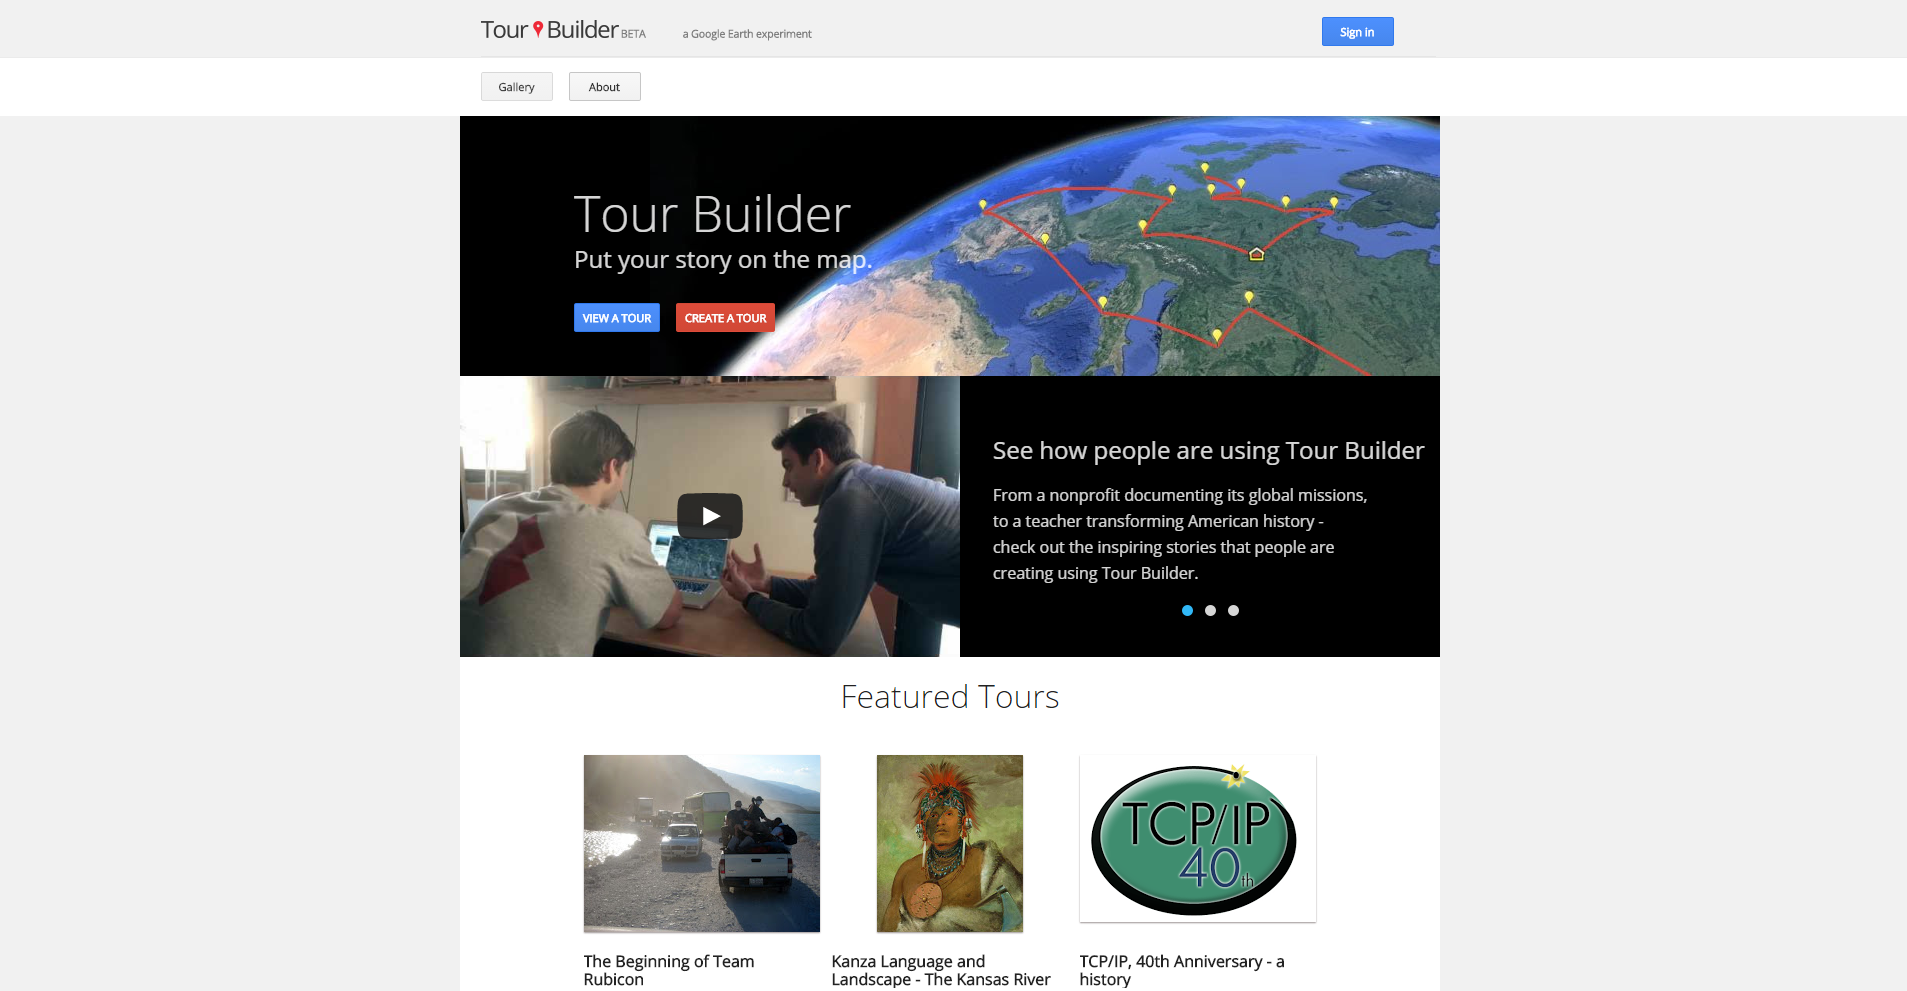 Tour Builder BETA a Google Earth experiment Sign in
Gallery About
Tour Builder
Put your story on the map.
VIEW A TOUR CREATE A TOUR
See how people are using Tour Builder
From a nonprofit documenting its global missions,
to a teacher transforming American history -
check out the inspiring stories that people are
creating using Tour Builder.
Featured Tours
TCP/IP
40th
The Beginning of Team
Rubicon
Kanza Language and
Landscape - The Kansas River
TCP/IP, 40th Anniversary - a
history